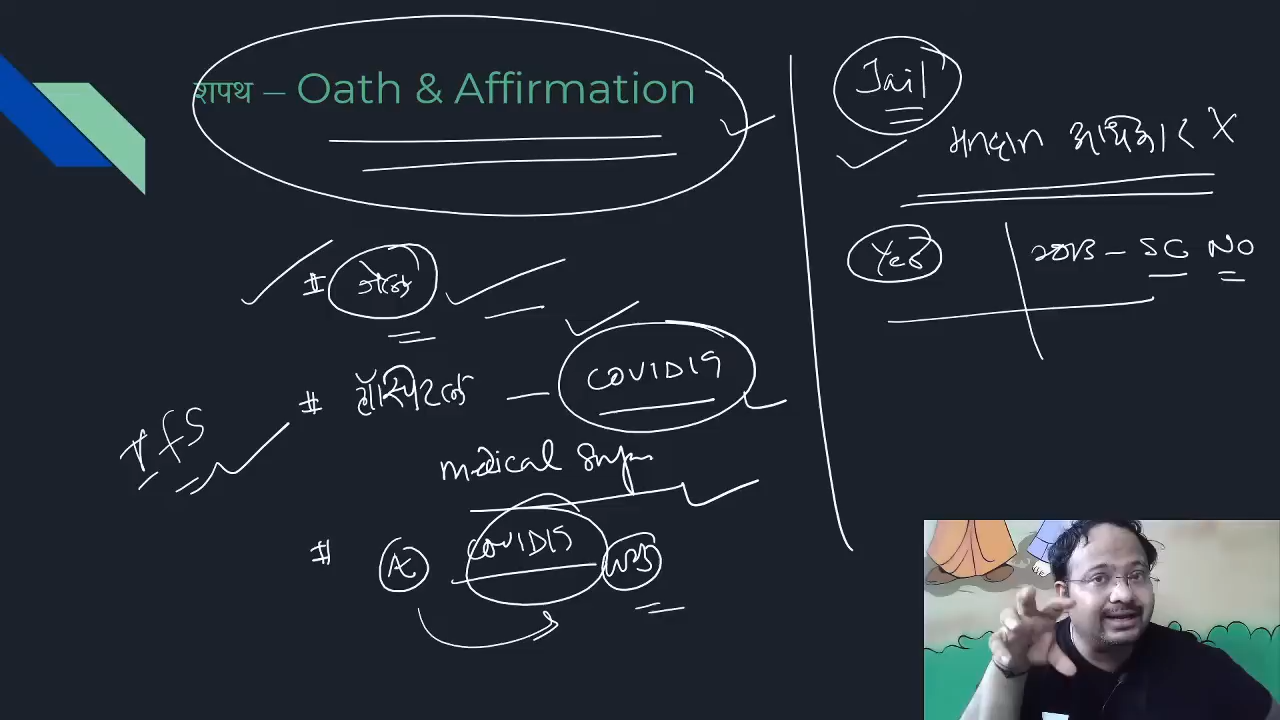 शपथ – Oath & Affirmation
# जेल
# हॉस्पिटल – COVID19
medical
# COVID19
Jail
मतदान अधिकार X
Yes
2013 – SC NO